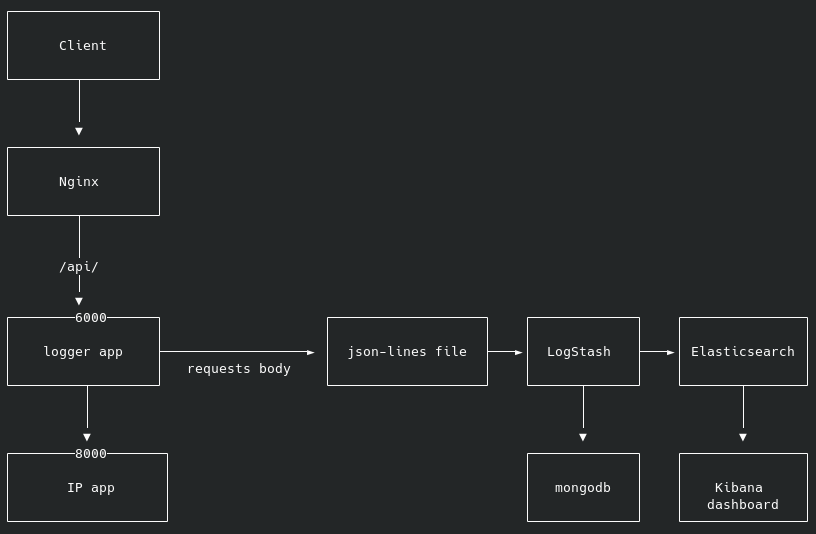 Client
Nginx
/api/
6000
logger app
requests body
json-lines file
LogStash
Elasticsearch
8000
IP app
mongodb
Kibana
dashboard